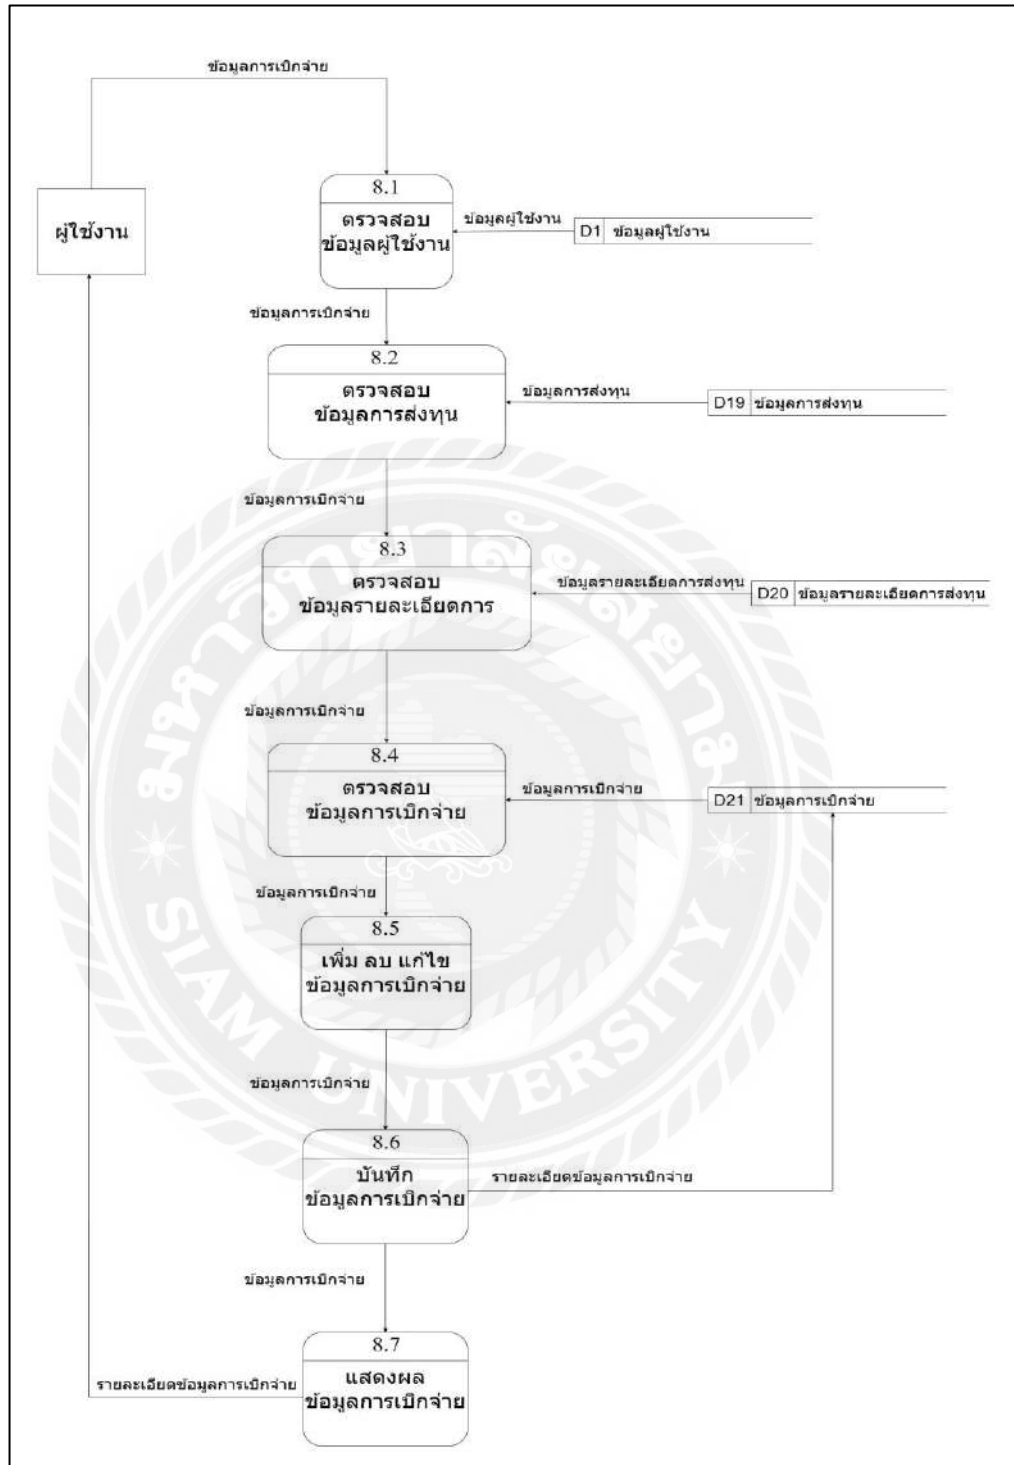 ข้อมูลการเบิกจ่าย
ผู้ใช้งาน
8.1
ตรวจสอบ
ข้อมูลผู้ใช้งาน
ข้อมูลผู้ใช้งาน
D1 ข้อมูลผู้ใช้งาน
ข้อมูลการเบิกจ่าย
8.2
ตรวจสอบ
ข้อมูลการส่งทุน
ข้อมูลการส่งทุน
D19 ข้อมูลการส่งทุน
ข้อมูลการเบิกจ่าย
8.3
ตรวจสอบ
ข้อมูลรายละเอียดการ
ข้อมูลรายละเอียดการส่งทุน
D20 ข้อมูลรายละเอียดการส่งทุน
ข้อมูลการเบิกจ่าย
8.4
ตรวจสอบ
ข้อมูลการเบิกจ่าย
ข้อมูลการเบิกจ่าย
D21 ข้อมูลการเบิกจ่าย
ข้อมูลการเบิกจ่าย
8.5
เพิ่ม ลบ แก้ไข
ข้อมูลการเบิกจ่าย
ข้อมูลการเบิกจ่าย
8.6
บันทึก
ข้อมูลการเบิกจ่าย
รายละเอียดข้อมูลการเบิกจ่าย
ข้อมูลการเบิกจ่าย
8.7
แสดงผล
ข้อมูลการเบิกจ่าย
รายละเอียดข้อมูลการเบิกจ่าย
มหาวิทยาลัยสยาม
SIAM UNIVERSITY